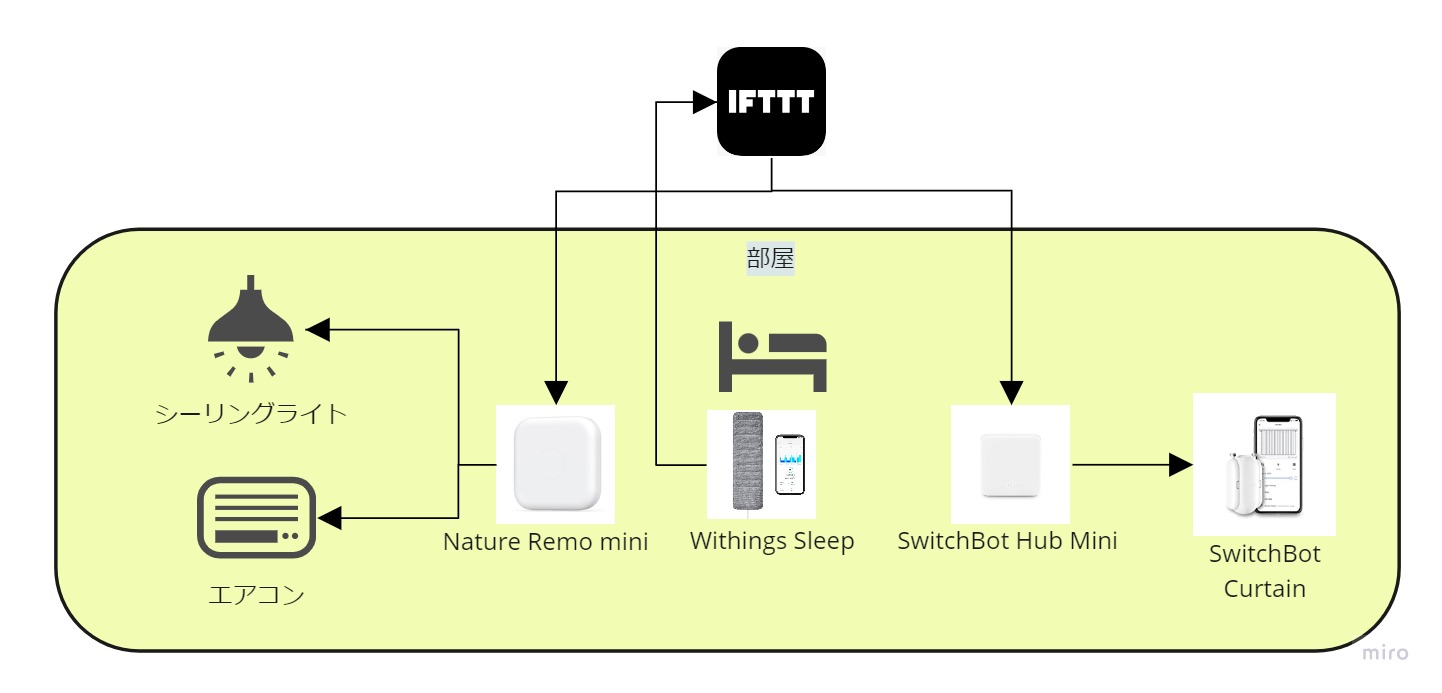 IFTTT
部屋
シーリングライト
エアコン
Nature Remo mini
Withings Sleep
SwitchBot Hub Mini
SwitchBot
Curtain
miro